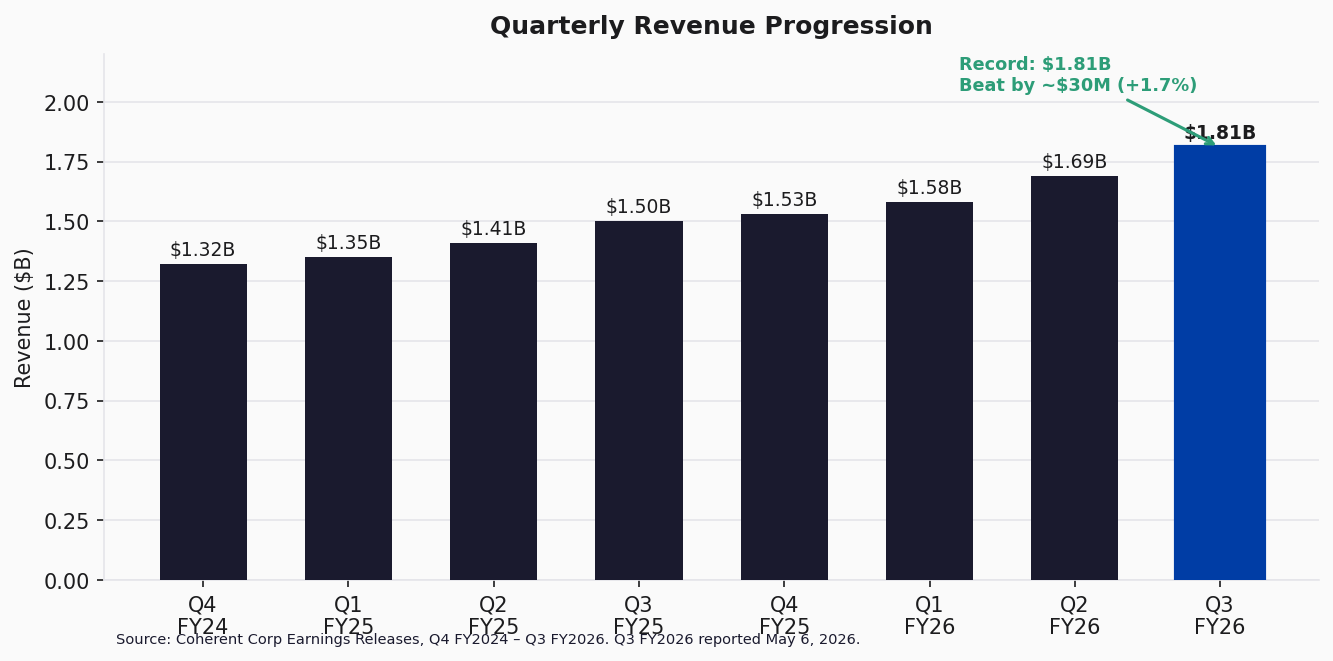 Quarterly Revenue Progression
Record: $1.81B
Beat by ~$30M (+1.7%)
Revenue ($B)
2.00
1.75
1.50
1.25
1.00
0.75
0.50
0.25
0.00
$1.32B
$1.35B
$1.41B
$1.50B
$1.53B
$1.58B
$1.69B
$1.81B
Q4
FY24
Q1
FY25
Q2
FY25
Q3
FY25
Q4
FY25
Q1
FY26
Q2
FY26
Q3
FY26
Source: Coherent Corp Earnings Releases, Q4 FY2024 – Q3 FY2026. Q3 FY2026 reported May 6, 2026.